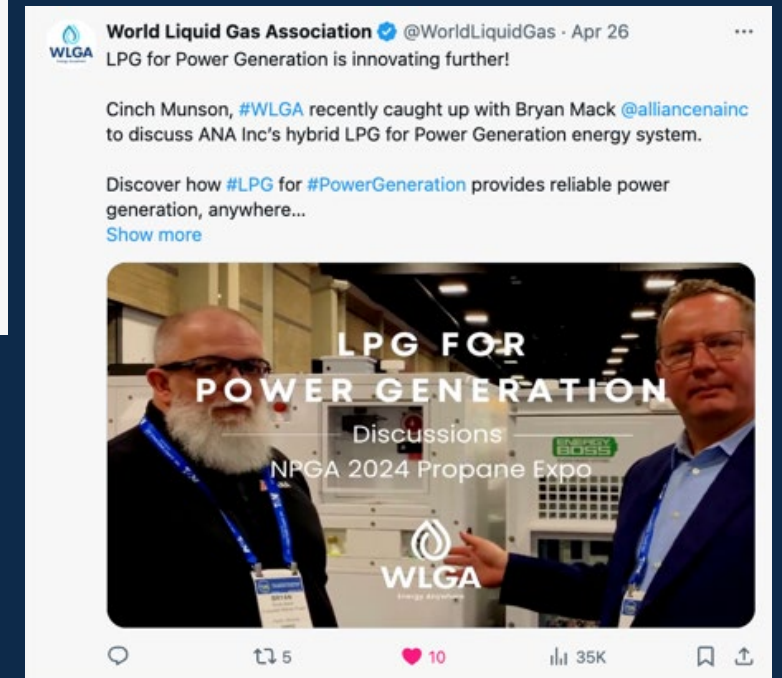 World Liquid Gas Association @WorldLiquidGas · Apr 26
WLGA
LPG for Power Generation is innovating further!
Cinch Munson, #WLGA recently caught up with Bryan Mack @alliancenainc
to discuss ANA Inc's hybrid LPG for Power Generation energy system.
Discover how #LPG for #PowerGeneration provides reliable power
generation, anywhere...
Show more
LPG FOR
POWER GENERATION
Discussions
ENERGY
BOSS
NPGA 2024 Propane Expo
WLGA
Energy Anywhere
BRYAN
5
10
35K